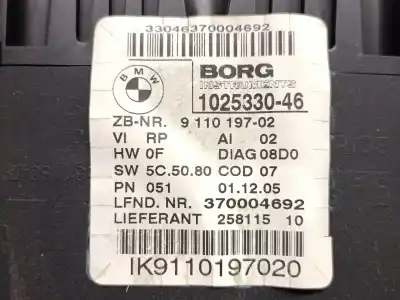 33046370004692
BMW
BORG
INSTRUMENTS
1025330-46
ZB-NR. 9 110 197-02
VI RP AI 02
HW 0F DIAG 08D0
SW 5C.50.80 COD 07
PN 051 01.12.05
LFND. NR. 370004692
LIEFERANT 258115 10
IK9110197020